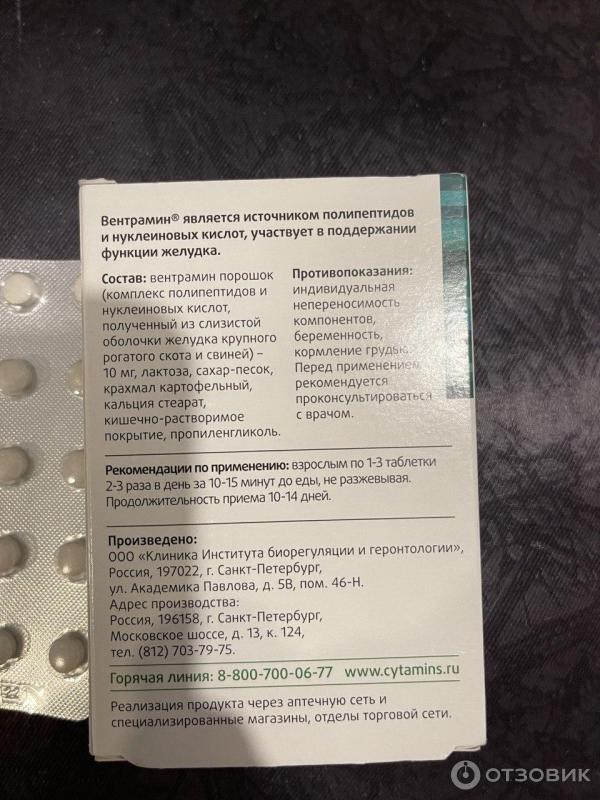 Вентрамин® является источником полипептидов
и нуклеиновых кислот, участвует в поддержании
функции желудка.
Состав: вентрамин порошок
(комплекс полипептидов и
нуклеиновых кислот,
полученный из слизистой
оболочки желудка крупного
рогатого скота и свиней) –
10 мг, лактоза, сахар-песок,
крахмал картофельный,
кальция стеарат,
кишечно-растворимое
покрытие, пропиленгликоль.
Противопоказания:
индивидуальная
непереносимость
компонентов,
беременность,
кормление грудью.
Перед применением
рекомендуется
проконсультироваться
с врачом.
Рекомендации по применению: взрослым по 1-3 таблетки
2-3 раза в день за 10-15 минут до еды, не разжевывая.
Продолжительность приема 10-14 дней.
Произведено:
ООО «Клиника Института биорегуляции и геронтологии»,
Россия, 197022, г. Санкт-Петербург,
ул. Академика Павлова, д. 5В, пом. 46-Н.
Адрес производства:
Россия, 196158, г. Санкт-Петербург,
Московское шоссе, д. 13, к. 124,
тел. (812) 703-79-75.
Горячая линия: 8-800-700-06-77 www.cytamins.ru
Реализация продукта через аптечную сеть и
специализированные магазины, отделы торговой сети.
ОТЗОВИК